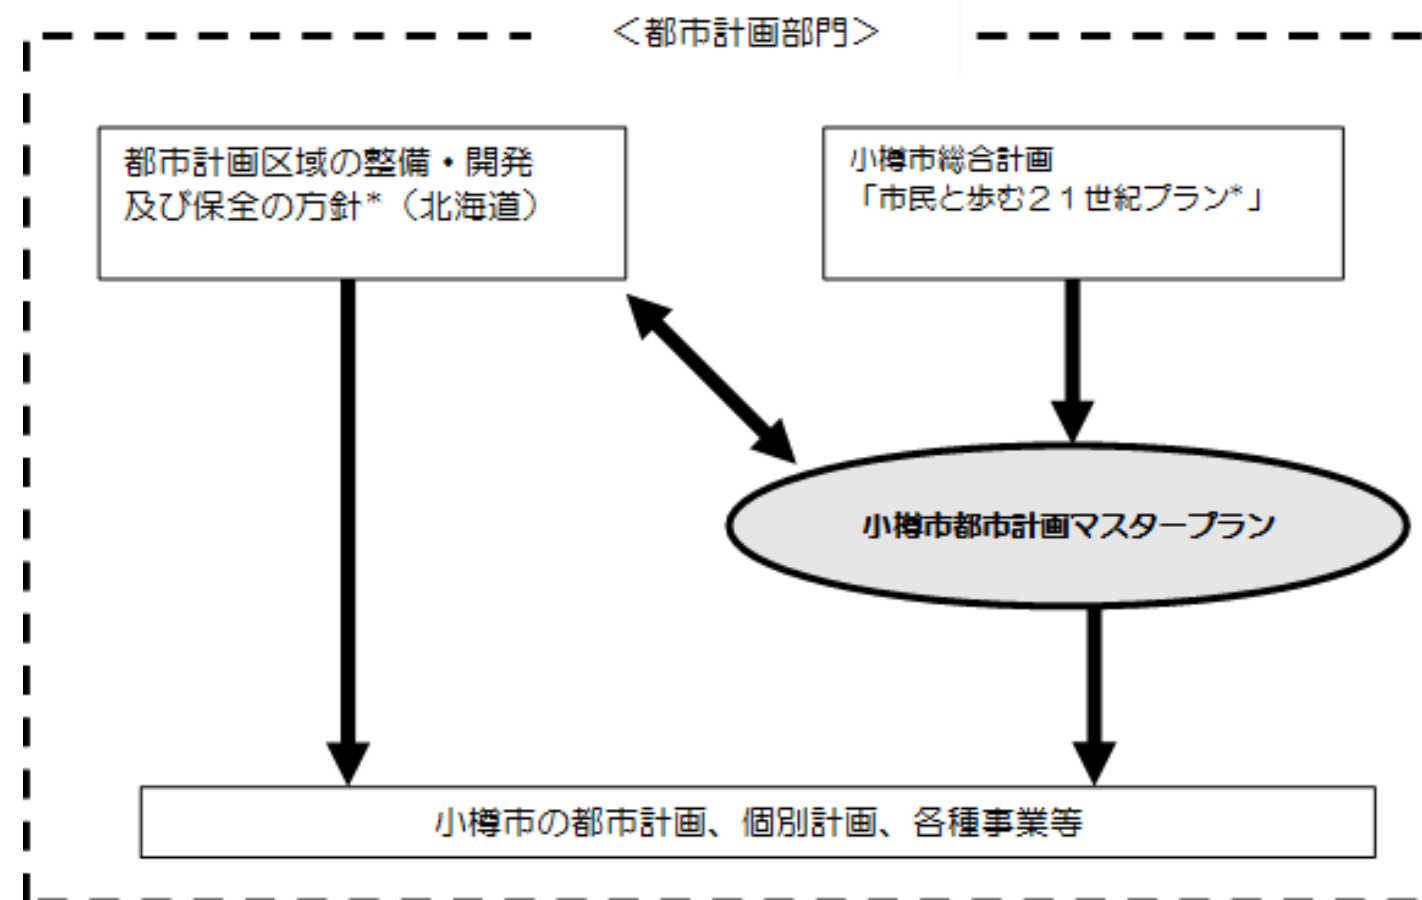 ＜都市計画部門＞
都市計画区域の整備・開発
及び保全の方針*（北海道）
小樽市総合計画
「市民と歩む２１世紀プラン*」
小樽市都市計画マスタープラン
小樽市の都市計画、個別計画、各種事業等